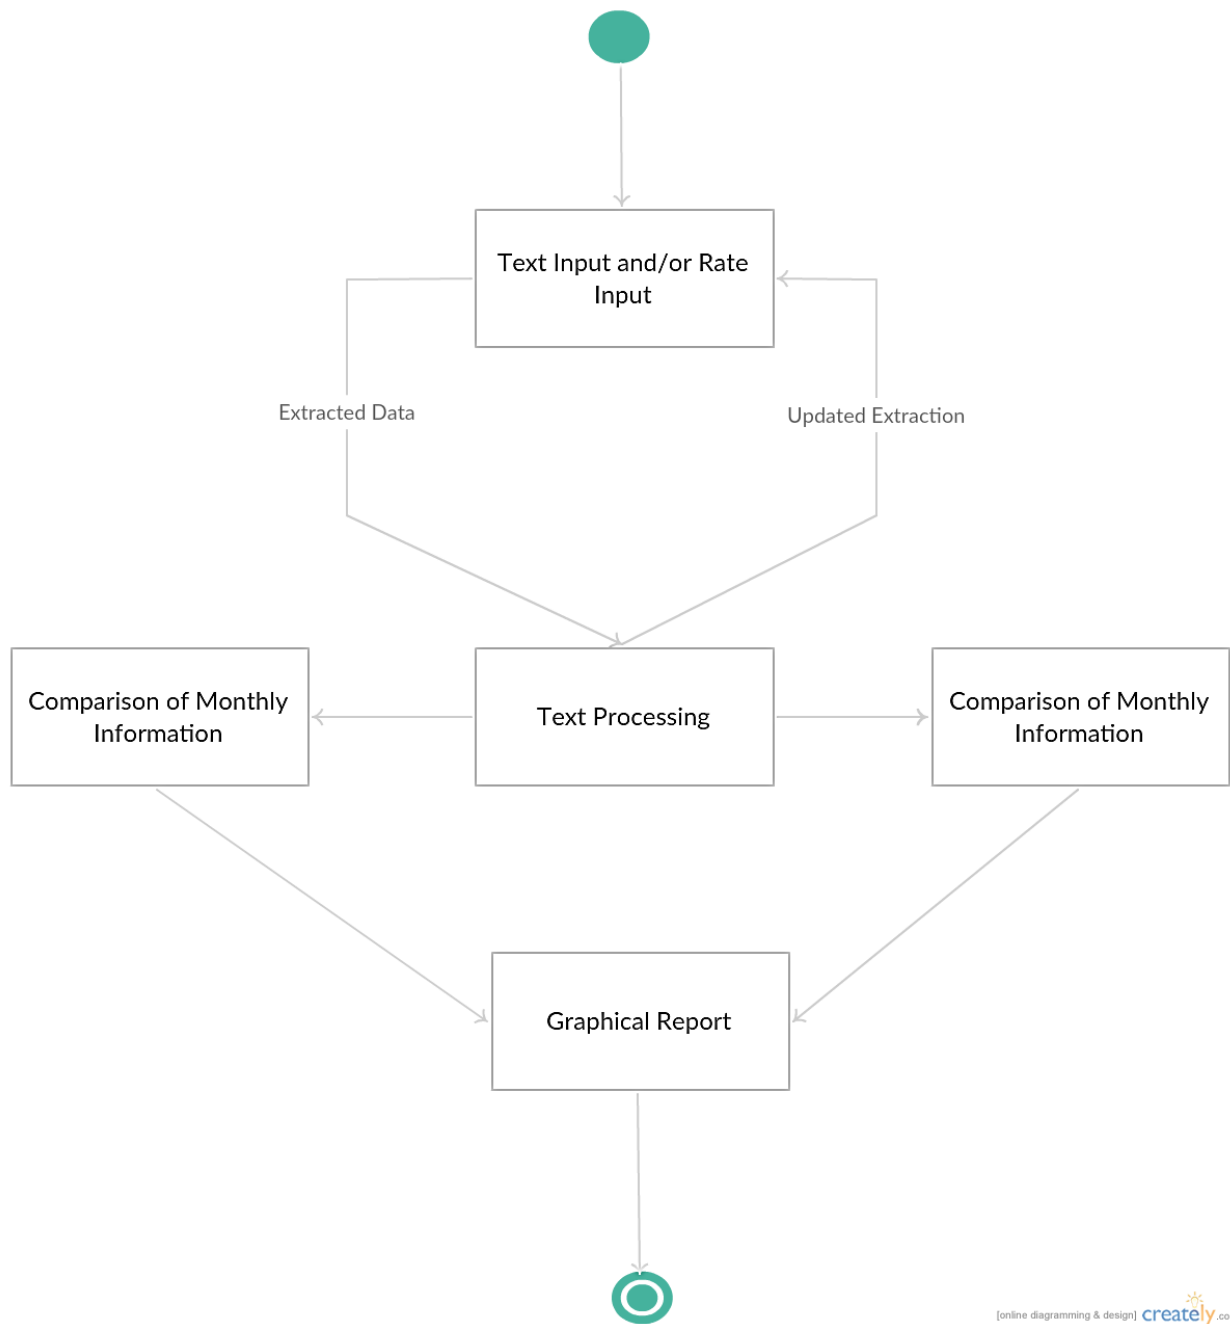 Text Input and/or Rate
Input
Extracted Data
Updated Extraction
Comparison of Monthly
Information
Text Processing
Comparison of Monthly
Information
Graphical Report
[online diagramming & design] creately.co